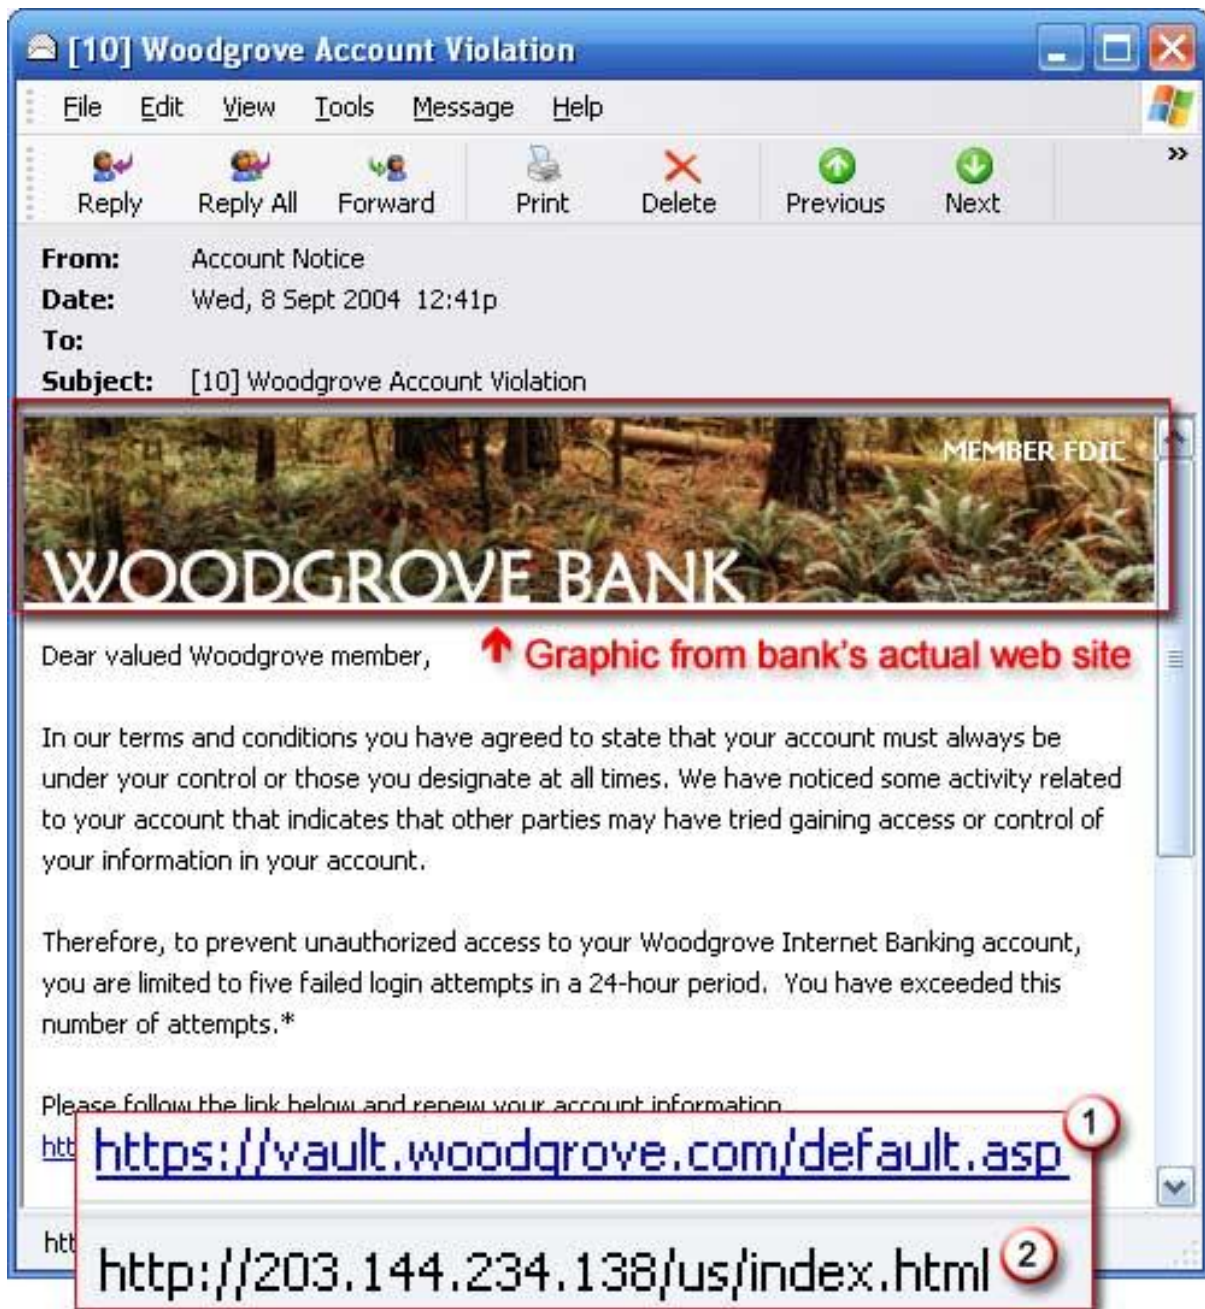 [10] Woodgrove Account Violation
File Edit View Tools Message Help
Reply Reply All Forward Print Delete Previous Next »
From: Account Notice
Date: Wed, 8 Sept 2004 12:41p
To:
Subject: [10] Woodgrove Account Violation
MEMBER FDIC
WOODGROVE BANK
Dear valued Woodgrove member,
Graphic from bank's actual web site
In our terms and conditions you have agreed to state that your account must always be
under your control or those you designate at all times. We have noticed some activity related
to your account that indicates that other parties may have tried gaining access or control of
your information in your account.
Therefore, to prevent unauthorized access to your Woodgrove Internet Banking account,
you are limited to five failed login attempts in a 24-hour period. You have exceeded this
number of attempts.*
Please follow the link below and renew your account information
htt
https://vault.woodgrove.com/default.asp 1
htt
http://203.144.234.138/us/index.html 2